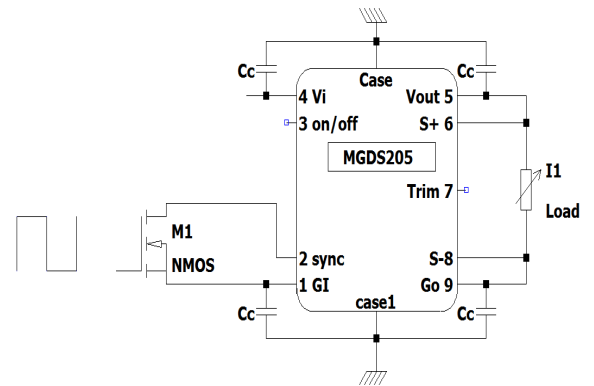 Cc
Case
Cc
4 Vi
Vout 5
3 on/off
S+ 6
MGDS205
I1
Trim 7
Load
M1
NMOS
2 sync
S-8
1 GI
Go 9
Cc
case1
Cc